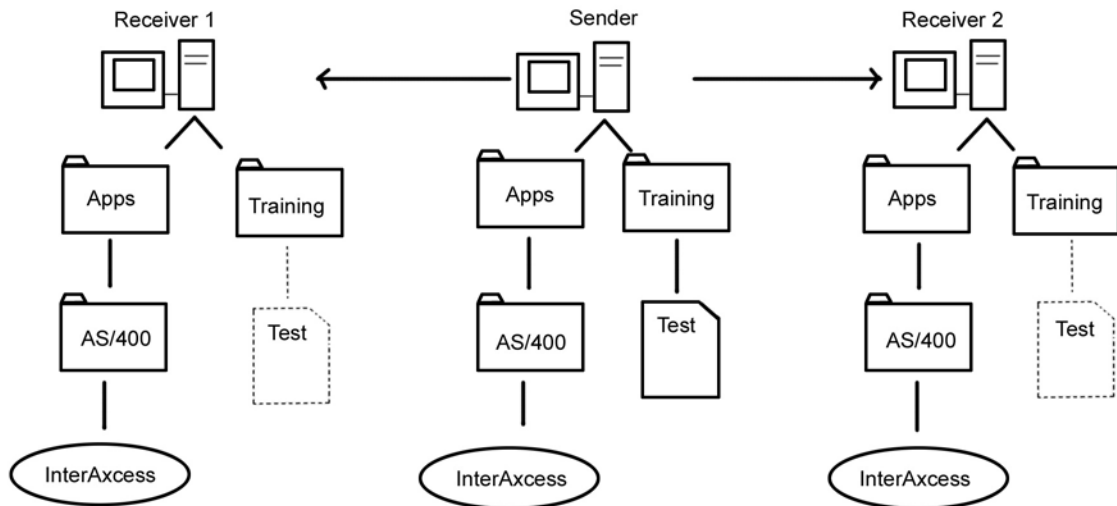 Receiver 1
Sender
Receiver 2
Apps
Training
Apps
Training
Apps
Training
AS/400
Test
AS/400
Test
AS/400
Test
InterAxcess
InterAxcess
InterAxcess